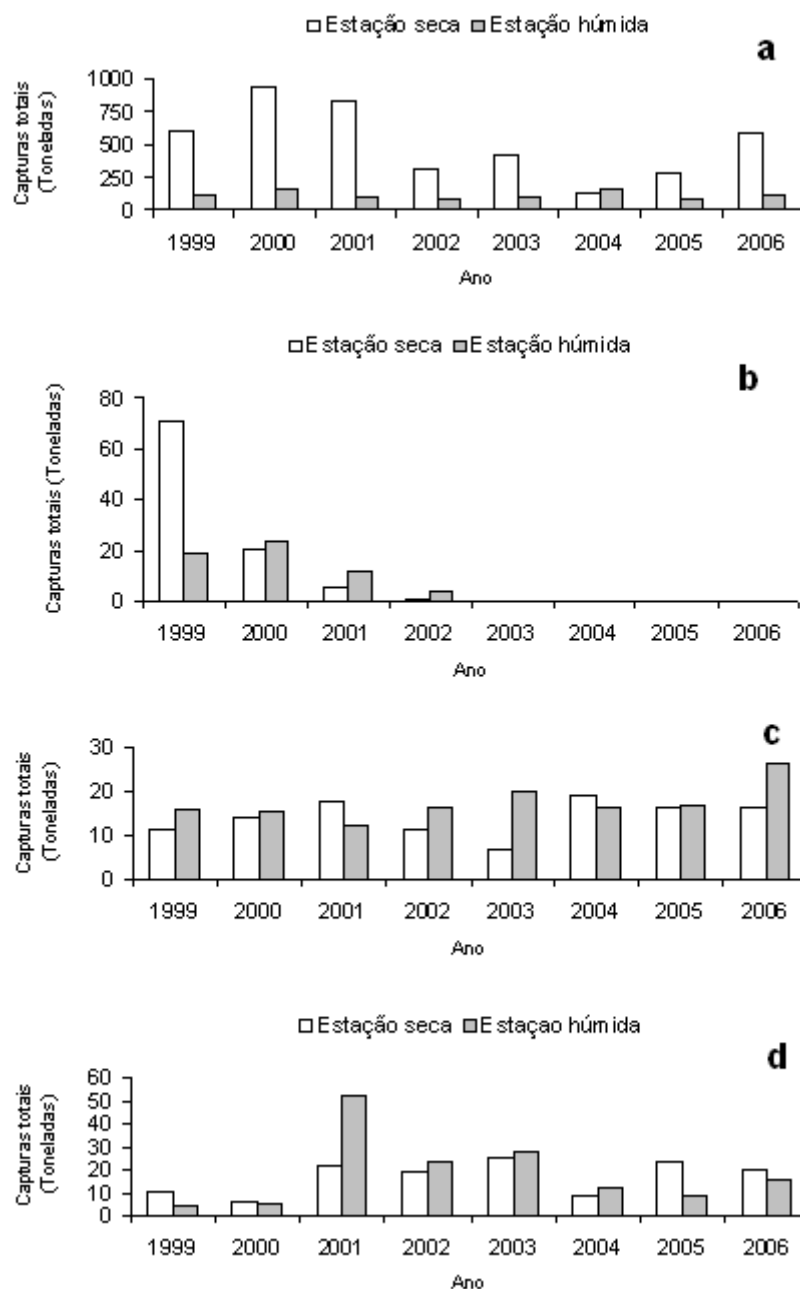 Estação seca Estação húmida
a
Capturas totais
(Toneladas)
1000
750
500
250
0
1999 2000 2001 2002 2003 2004 2005 2006
Ano
Estação seca Estação húmida
b
Capturas totais (Toneladas)
80
60
40
20
0
1999 2000 2001 2002 2003 2004 2005 2006
Ano
c
Capturas totais
(Toneladas)
30
20
10
0
1999 2000 2001 2002 2003 2004 2005 2006
Ano
Estação seca Estaçao húmida
d
Capturas totais
(Toneladas)
60
50
40
30
20
10
0
1999 2000 2001 2002 2003 2004 2005 2006
Ano